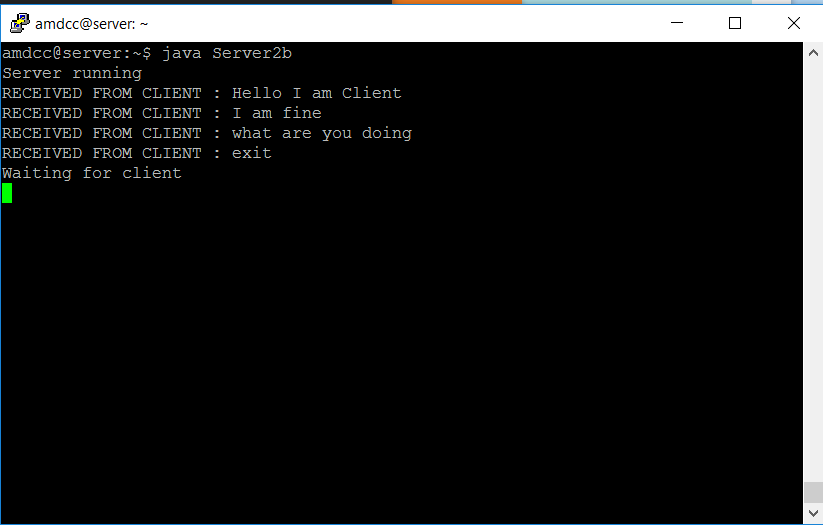 amdcc@server: ~
amdcc@server:~$ java Server2b
Server running
RECEIVED FROM CLIENT : Hello I am Client
RECEIVED FROM CLIENT : I am fine
RECEIVED FROM CLIENT : what are you doing
RECEIVED FROM CLIENT : exit
Waiting for client